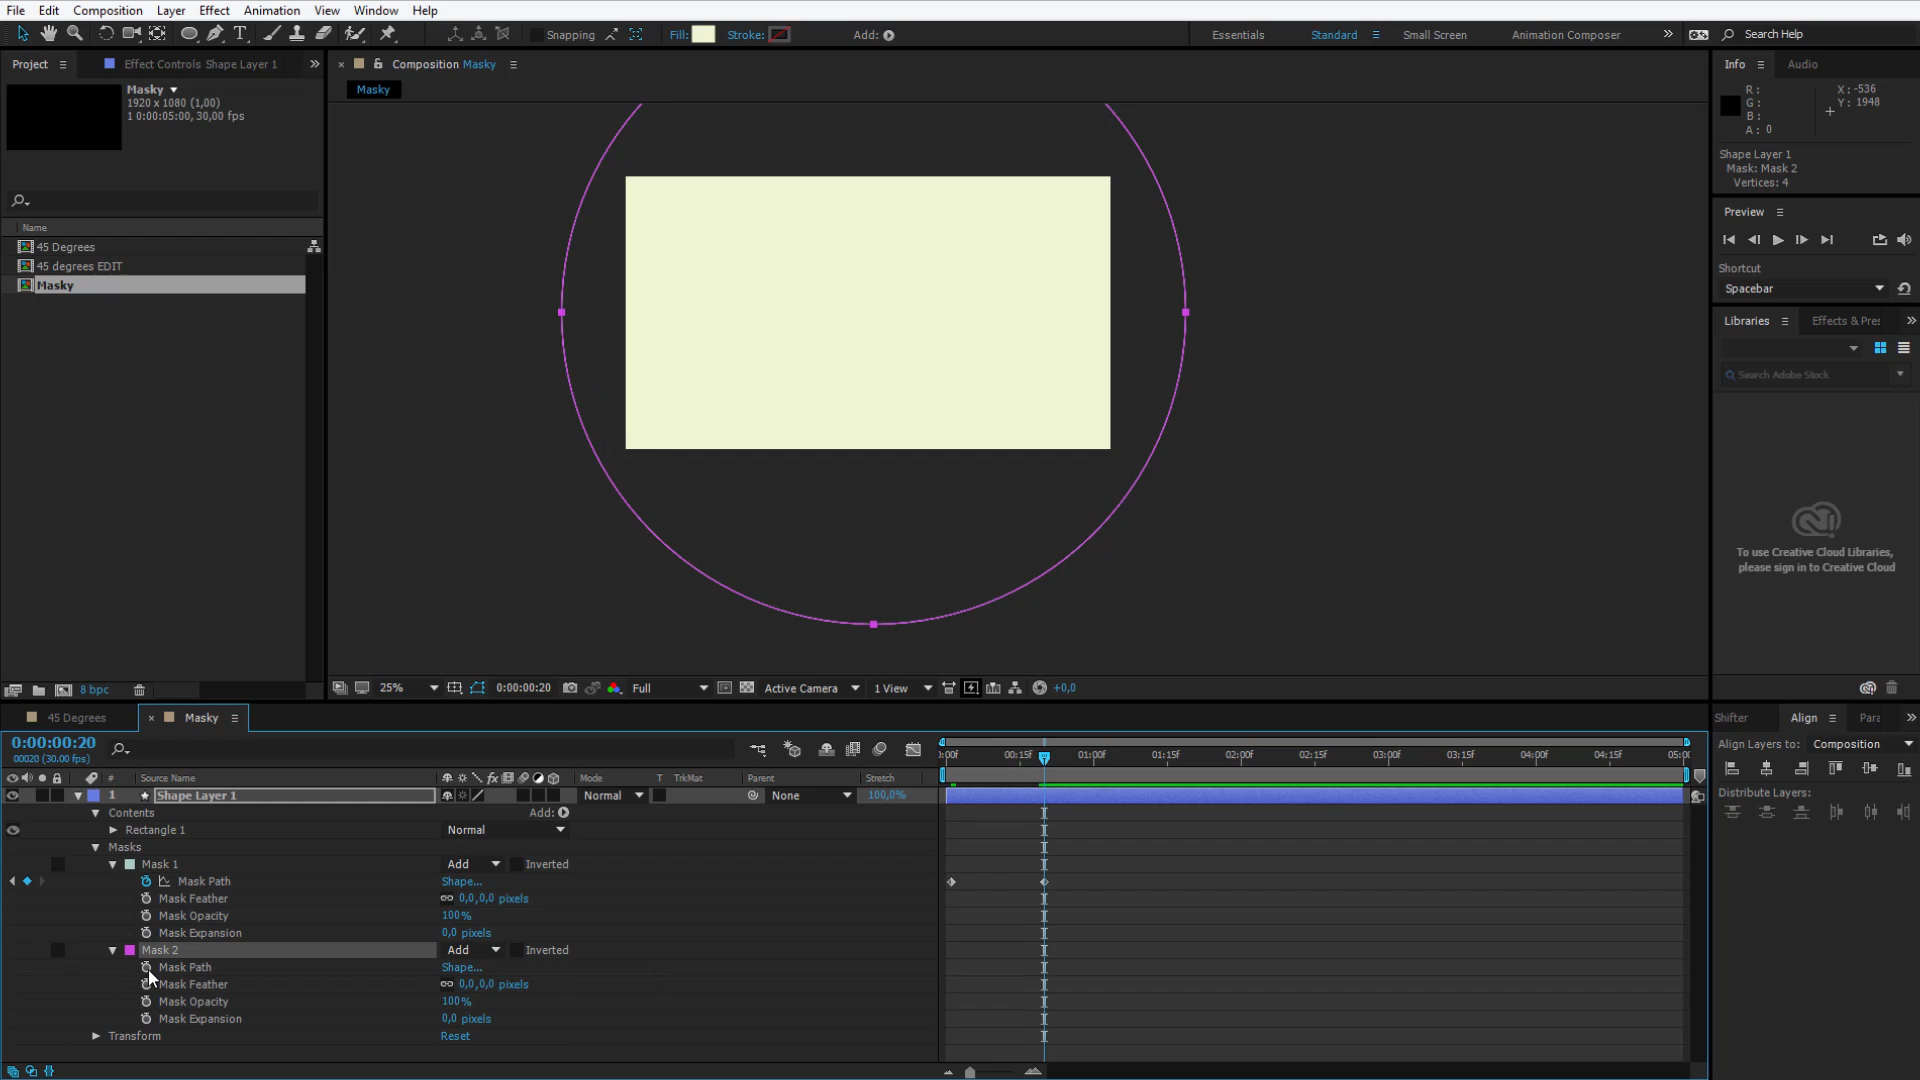 File Edit Composition Layer Effect Animation View Window Help
Snapping Fill: Stroke: Add: Essentials Standard Small Screen Animation Composer Search Help
Project Effect Controls Shape Layer 1
Composition Masky
Info Audio
Masky
1920 x 1080 (1,00)
1 0:00:05:00, 30,00 fps
Masky
R: X: -536
G: Y: 1948
B:
A: 0
Shape Layer 1
Mask: Mask 2
Vertices: 4
Preview
Name
45 Degrees
45 degrees EDIT
Masky
Shortcut
Spacebar
Libraries Effects & Pre
Search Adobe Stock
To use Creative Cloud Libraries,
please sign in to Creative Cloud
8 bpc
25% 0:00:00:20 Full Active Camera 1 View +0,0
45 Degrees Masky
Shifter Align Para
0:00:00:20
00020 (30.00 fps)
:00f 00:15f 01:00f 01:15f 02:00f 02:15f 03:00f 03:15f 04:00f 04:15f 05:00
Align Layers to: Composition
Distribute Layers:
# Source Name Mode T TrkMat Parent Stretch
1 Shape Layer 1 Normal None 100,0%
Contents Add:
Rectangle 1 Normal
Masks
Mask 1 Add Inverted
Mask Path Shape...
Mask Feather 0,0,0,0 pixels
Mask Opacity 100%
Mask Expansion 0,0 pixels
Mask 2 Add Inverted
Mask Path Shape...
Mask Feather 0,0,0,0 pixels
Mask Opacity 100%
Mask Expansion 0,0 pixels
Transform Reset